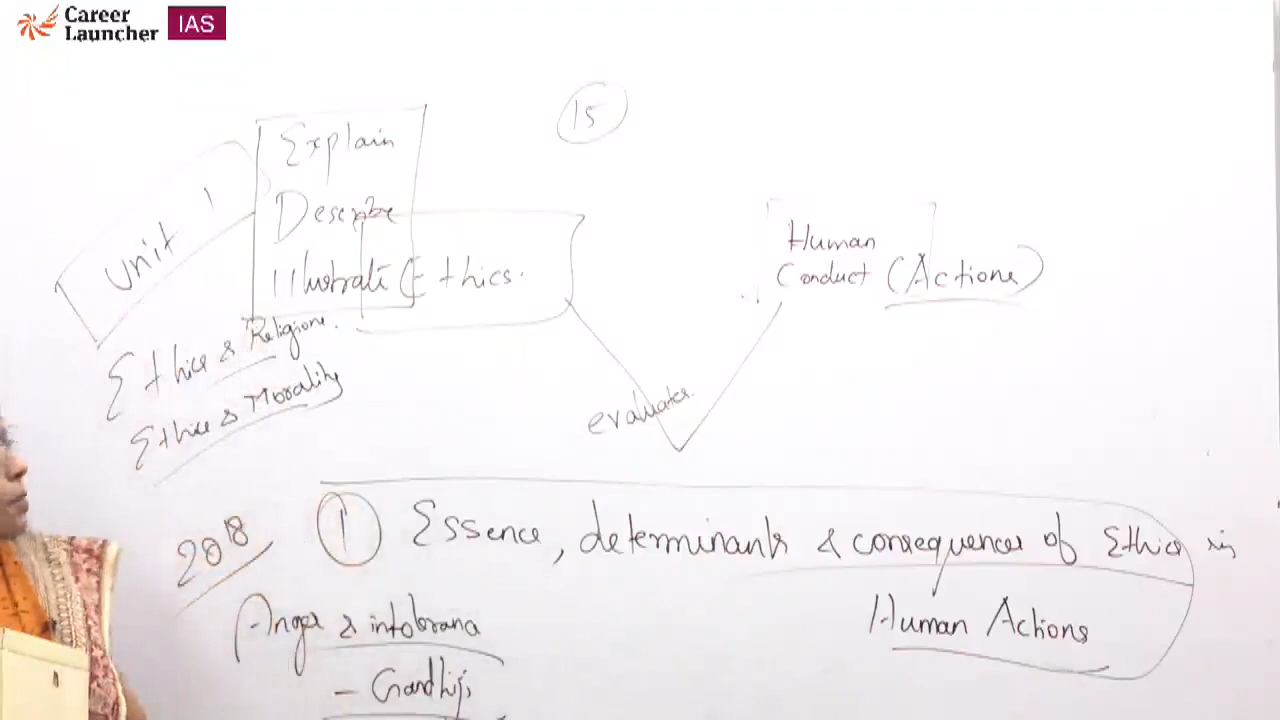 Career
Launcher
IAS
15
Explain
Describe
Illustrate Ethics.
Unit 1
Human
Conduct (Actions)
Ethics & Religions.
Ethics & Morality
evaluates.
2018
1 Essence, determinants & consequences of Ethics in
Human Actions
Anger & intolerance
- Gandhiji